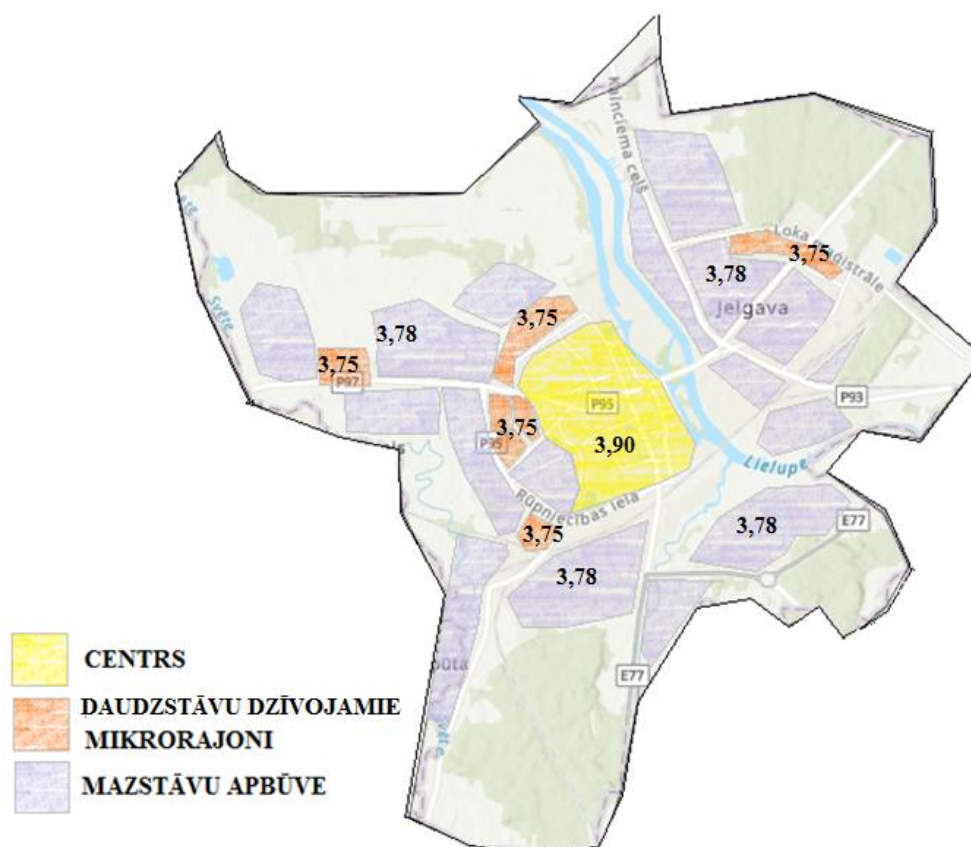 Kalnciema ceļš
Loka maģistrāle
3,75
3,78
Jelgava
3,75
3,78
3,75
P97
Svēte
P95
P93
3,75
3,90
Lielupe
Rūpniecības iela
3,75
3,78
E77
3,78
E77
Svēte
CENTRS
DAUDZSTĀVU DZĪVOJAMIE
MIKRORAJONI
MAZSTĀVU APBŪVE